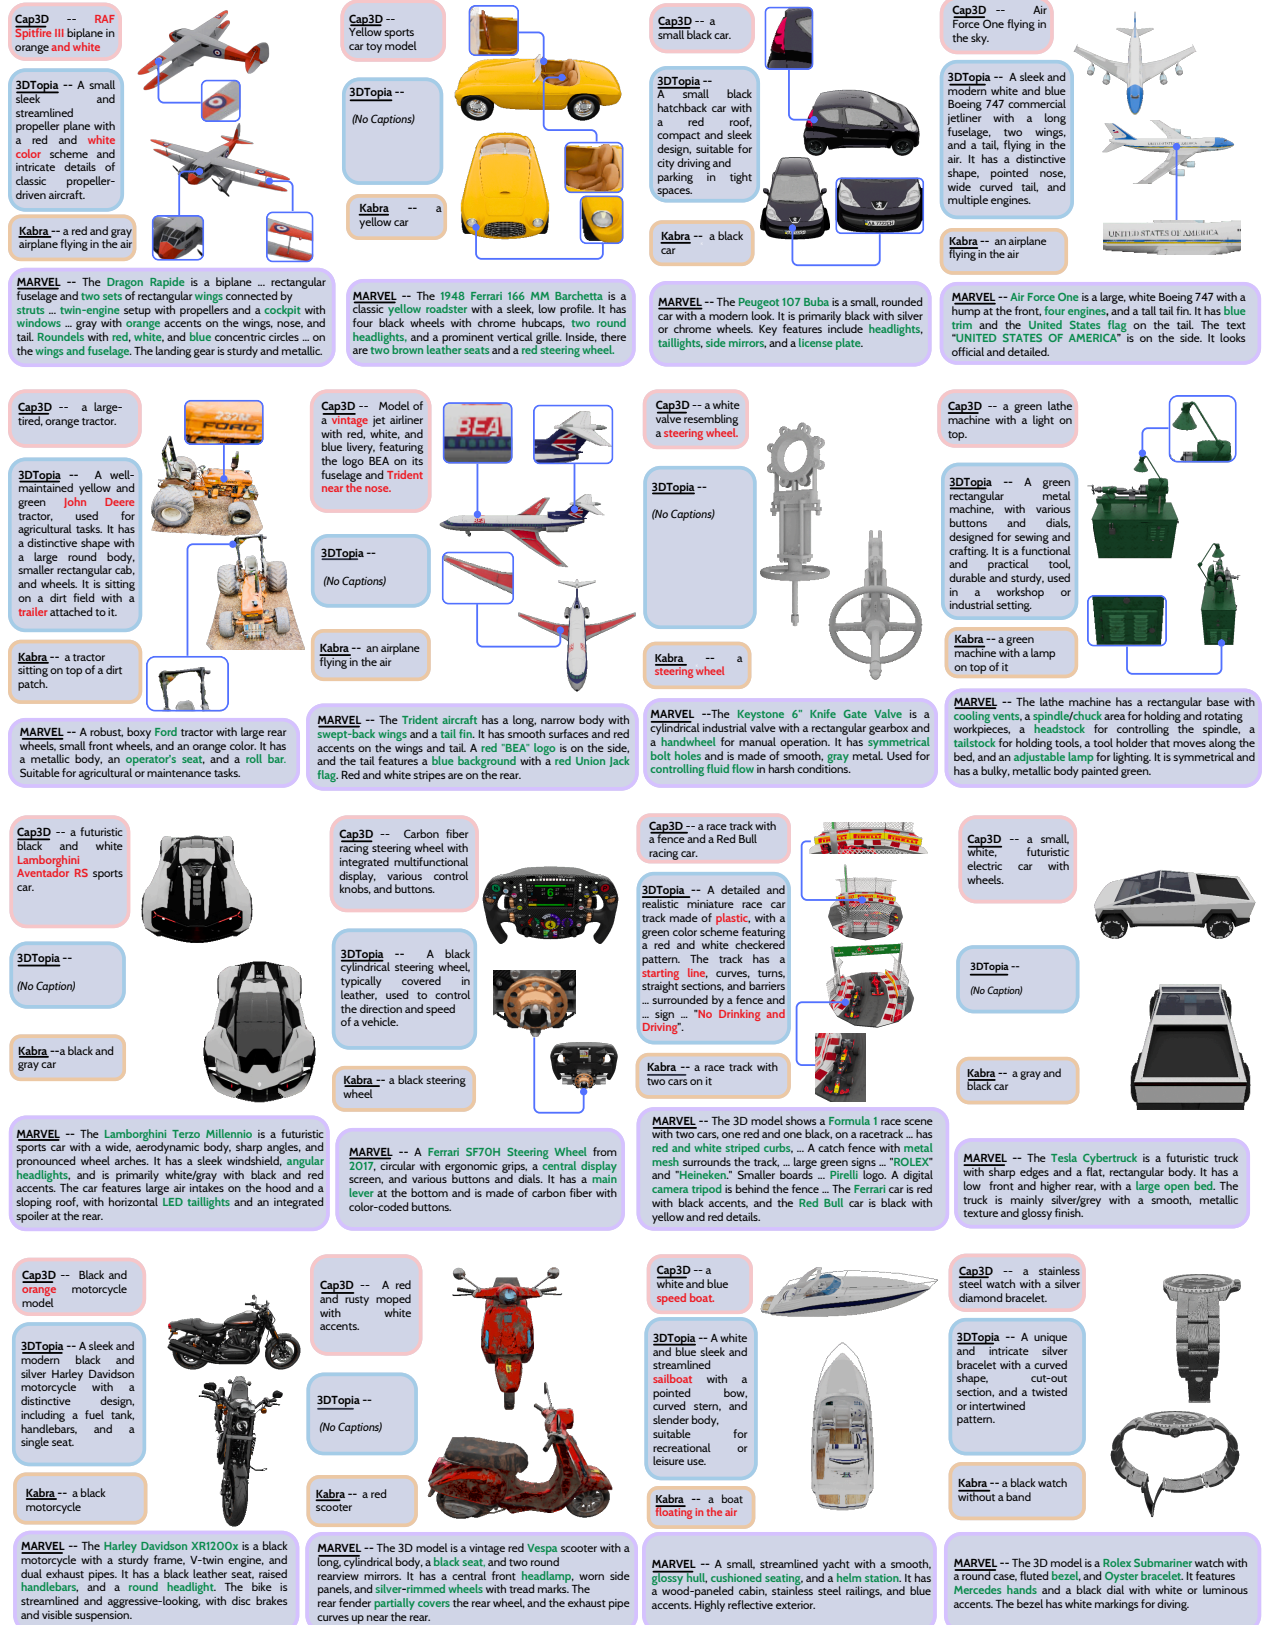 Cap3D -- RAF
Spitfire III biplane in
orange and white
3DTopia -- A small
sleek and
streamlined
propeller plane with
a red and white
color scheme and
intricate details of
classic propeller-
driven aircraft.
Kabra -- a red and gray
airplane flying in the air
MARVEL -- The Dragon Rapide is a biplane ... rectangular
fuselage and two sets of rectangular wings connected by
struts ... twin-engine setup with propellers and a cockpit with
windows ... gray with orange accents on the wings, nose, and
tail. Roundels with red, white, and blue concentric circles ... on
the wings and fuselage. The landing gear is sturdy and metallic.
Cap3D --
Yellow sports
car toy model
3DTopia --
(No Captions)
Kabra -- a
yellow car
MARVEL -- The 1948 Ferrari 166 MM Barchetta is a
classic yellow roadster with a sleek, low profile. It has
four black wheels with chrome hubcaps, two round
headlights, and a prominent vertical grille. Inside, there
are two brown leather seats and a red steering wheel.
Cap3D -- a
small black car.
3DTopia --
A small black
hatchback car with
a red roof,
compact and sleek
design, suitable for
city driving and
parking in tight
spaces.
Kabra -- a black
car
MARVEL -- The Peugeot 107 Buba is a small, rounded
car with a modern look. It is primarily black with silver
or chrome wheels. Key features include headlights,
taillights, side mirrors, and a license plate.
Cap3D -- Air
Force One flying in
the sky.
3DTopia -- A sleek and
modern white and blue
Boeing 747 commercial
jetliner with a long
fuselage, two wings,
and a tail, flying in the
air. It has a distinctive
shape, pointed nose,
wide curved tail, and
multiple engines.
Kabra -- an airplane
flying in the air
UNITED STATES OF AMERICA
MARVEL -- Air Force One is a large, white Boeing 747 with a
hump at the front, four engines, and a tall tail fin. It has blue
trim and the United States flag on the tail. The text
"UNITED STATES OF AMERICA" is on the side. It looks
official and detailed.
Cap3D -- a large-
tired, orange tractor.
3DTopia -- A well-
maintained yellow and
green John Deere
tractor, used for
agricultural tasks. It has
a distinctive shape with
a large round body,
smaller rectangular cab,
and wheels. It is sitting
on a dirt field with a
trailer attached to it.
Kabra -- a tractor
sitting on top of a dirt
patch.
FORD
MARVEL -- A robust, boxy Ford tractor with large rear
wheels, small front wheels, and an orange color. It has
a metallic body, an operator's seat, and a roll bar.
Suitable for agricultural or maintenance tasks.
Cap3D -- Model of
a vintage jet airliner
with red, white, and
blue livery, featuring
the logo BEA on its
fuselage and Trident
near the nose.
3DTopia --
(No Captions)
Kabra -- an airplane
flying in the air
BEA
BEA
MARVEL -- The Trident aircraft has a long, narrow body with
swept-back wings and a tail fin. It has smooth surfaces and red
accents on the wings and tail. A red "BEA" logo is on the side,
and the tail features a blue background with a red Union Jack
flag. Red and white stripes are on the rear.
Cap3D -- a white
valve resembling
a steering wheel.
3DTopia --
(No Captions)
Kabra -- a
steering wheel
MARVEL --The Keystone 6" Knife Gate Valve is a
cylindrical industrial valve with a rectangular gearbox and
a handwheel for manual operation. It has symmetrical
bolt holes and is made of smooth, gray metal. Used for
controlling fluid flow in harsh conditions.
Cap3D -- a green lathe
machine with a light on
top.
3DTopia -- A green
rectangular metal
machine, with various
buttons and dials,
designed for sewing and
crafting. It is a functional
and practical tool,
durable and sturdy, used
in a workshop or
industrial setting.
Kabra -- a green
machine with a lamp
on top of it
MARVEL -- The lathe machine has a rectangular base with
cooling vents, a spindle/chuck area for holding and rotating
workpieces, a headstock for controlling the spindle, a
tailstock for holding tools, a tool holder that moves along the
bed, and an adjustable lamp for lighting. It is symmetrical and
has a bulky, metallic body painted green.
Cap3D -- a futuristic
black and white
Lamborghini
Aventador RS sports
car.
3DTopia --
(No Caption)
Kabra --a black and
gray car
MARVEL -- The Lamborghini Terzo Millennio is a futuristic
sports car with a wide, aerodynamic body, sharp angles, and
pronounced wheel arches. It has a sleek windshield, angular
headlights, and is primarily white/gray with black and red
accents. The car features large air intakes on the hood and a
sloping roof, with horizontal LED taillights and an integrated
spoiler at the rear.
Cap3D -- Carbon fiber
racing steering wheel with
integrated multifunctional
display, various control
knobs, and buttons.
3DTopia -- A black
cylindrical steering wheel,
typically covered in
leather, used to control
the direction and speed
of a vehicle.
Kabra -- a black steering
wheel
MARVEL -- A Ferrari SF70H Steering Wheel from
2017, circular with ergonomic grips, a central display
screen, and various buttons and dials. It has a main
lever at the bottom and is made of carbon fiber with
color-coded buttons.
Cap3D -- a race track with
a fence and a Red Bull
racing car.
3DTopia -- A detailed and
realistic miniature race car
track made of plastic, with a
green color scheme featuring
a red and white checkered
pattern. The track has a
starting line, curves, turns,
straight sections, and barriers
... surrounded by a fence and
... sign ... "No Drinking and
Driving".
Kabra -- a race track with
two cars on it
MARVEL -- The 3D model shows a Formula 1 race scene
with two cars, one red and one black, on a racetrack ... has
red and white striped curbs, ... A catch fence with metal
mesh surrounds the track, ... large green signs ... "ROLEX"
and "Heineken." Smaller boards ... Pirelli logo. A digital
camera tripod is behind the fence ... The Ferrari car is red
with black accents, and the Red Bull car is black with
yellow and red details.
Cap3D -- a small,
white, futuristic
electric car with
wheels.
3DTopia --
(No Caption)
Kabra -- a gray and
black car
MARVEL -- The Tesla Cybertruck is a futuristic truck
with sharp edges and a flat, rectangular body. It has a
low front and higher rear, with a large open bed. The
truck is mainly silver/grey with a smooth, metallic
texture and glossy finish.
Cap3D -- Black and
orange motorcycle
model
3DTopia -- A sleek and
modern black and
silver Harley Davidson
motorcycle with a
distinctive design,
including a fuel tank,
handlebars, and a
single seat.
Kabra -- a black
motorcycle
MARVEL -- The Harley Davidson XR1200x is a black
motorcycle with a sturdy frame, V-twin engine, and
dual exhaust pipes. It has a black leather seat, raised
handlebars, and a round headlight. The bike is
streamlined and aggressive-looking, with disc brakes
and visible suspension.
Cap3D -- A red
and rusty moped
with white
accents.
3DTopia --
(No Captions)
Kabra -- a red
scooter
MARVEL -- The 3D model is a vintage red Vespa scooter with a
long, cylindrical body, a black seat, and two round
rearview mirrors. It has a central front headlamp, worn side
panels, and silver-rimmed wheels with tread marks. The
rear fender partially covers the rear wheel, and the exhaust pipe
curves up near the rear.
Cap3D -- a
white and blue
speed boat.
3DTopia -- A white
and blue sleek and
streamlined
sailboat with a
pointed bow,
curved stern, and
slender body,
suitable for
recreational or
leisure use.
Kabra -- a boat
floating in the air
MARVEL -- A small, streamlined yacht with a smooth,
glossy hull, cushioned seating, and a helm station. It has
a wood-paneled cabin, stainless steel railings, and blue
accents. Highly reflective exterior.
Cap3D -- a stainless
steel watch with a silver
diamond bracelet.
3DTopia -- A unique
and intricate silver
bracelet with a curved
shape, cut-out
section, and a twisted
or intertwined
pattern.
Kabra -- a black watch
without a band
MARVEL -- The 3D model is a Rolex Submariner watch with
a round case, fluted bezel, and Oyster bracelet. It features
Mercedes hands and a black dial with white or luminous
accents. The bezel has white markings for diving.